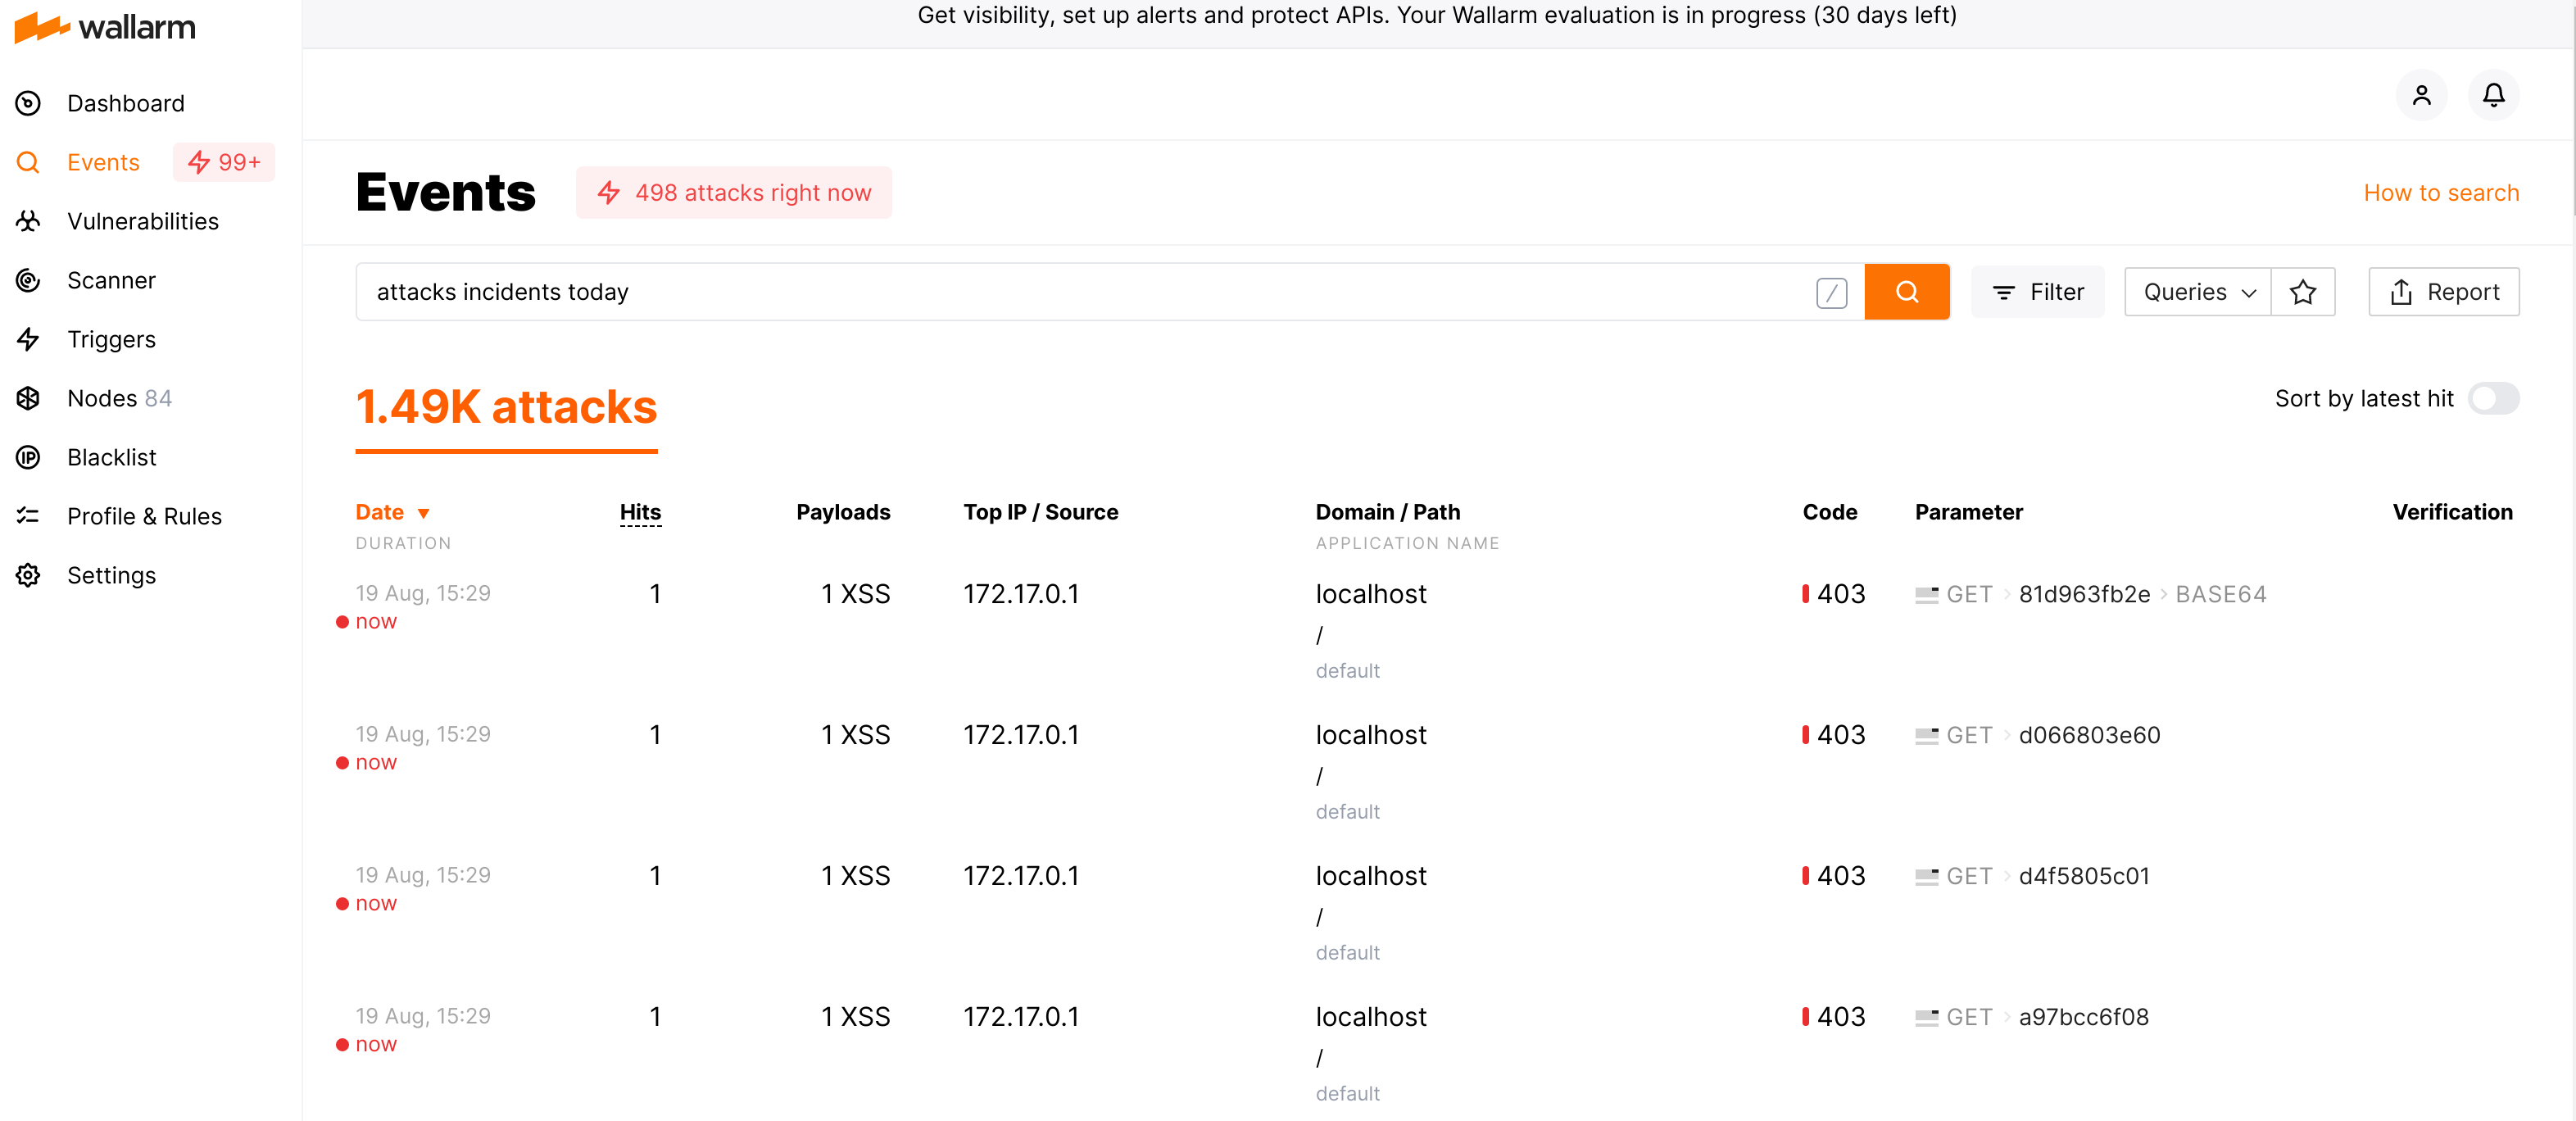 wallarm
Get visibility, set up alerts and protect APIs. Your Wallarm evaluation is in progress (30 days left)
Dashboard
Events 99+
Vulnerabilities
Scanner
Triggers
Nodes 84
Blacklist
Profile & Rules
Settings
Events 498 attacks right now How to search
attacks incidents today / Filter Queries Report
1.49K attacks Sort by latest hit
Date Hits Payloads Top IP / Source Domain / Path Code Parameter Verification
DURATION APPLICATION NAME
19 Aug, 15:29 1 1 XSS 172.17.0.1 localhost 403 GET › 81d963fb2e › BASE64
now
/
default
19 Aug, 15:29 1 1 XSS 172.17.0.1 localhost 403 GET › d066803e60
now
/
default
19 Aug, 15:29 1 1 XSS 172.17.0.1 localhost 403 GET › d4f5805c01
now
/
default
19 Aug, 15:29 1 1 XSS 172.17.0.1 localhost 403 GET › a97bcc6f08
now
/
default